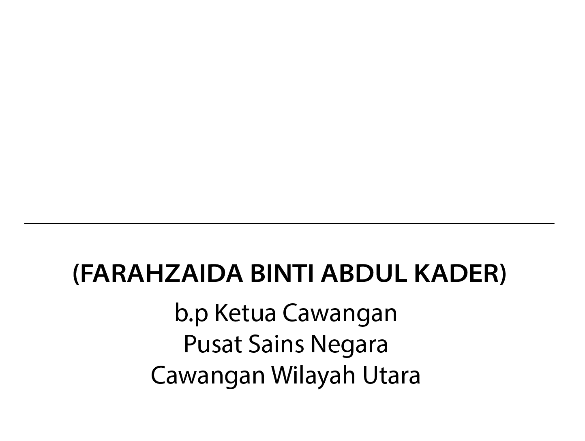 (FARAHZAIDA BINTI ABDUL KADER)
b.p Ketua Cawangan
Pusat Sains Negara
Cawangan Wilayah Utara